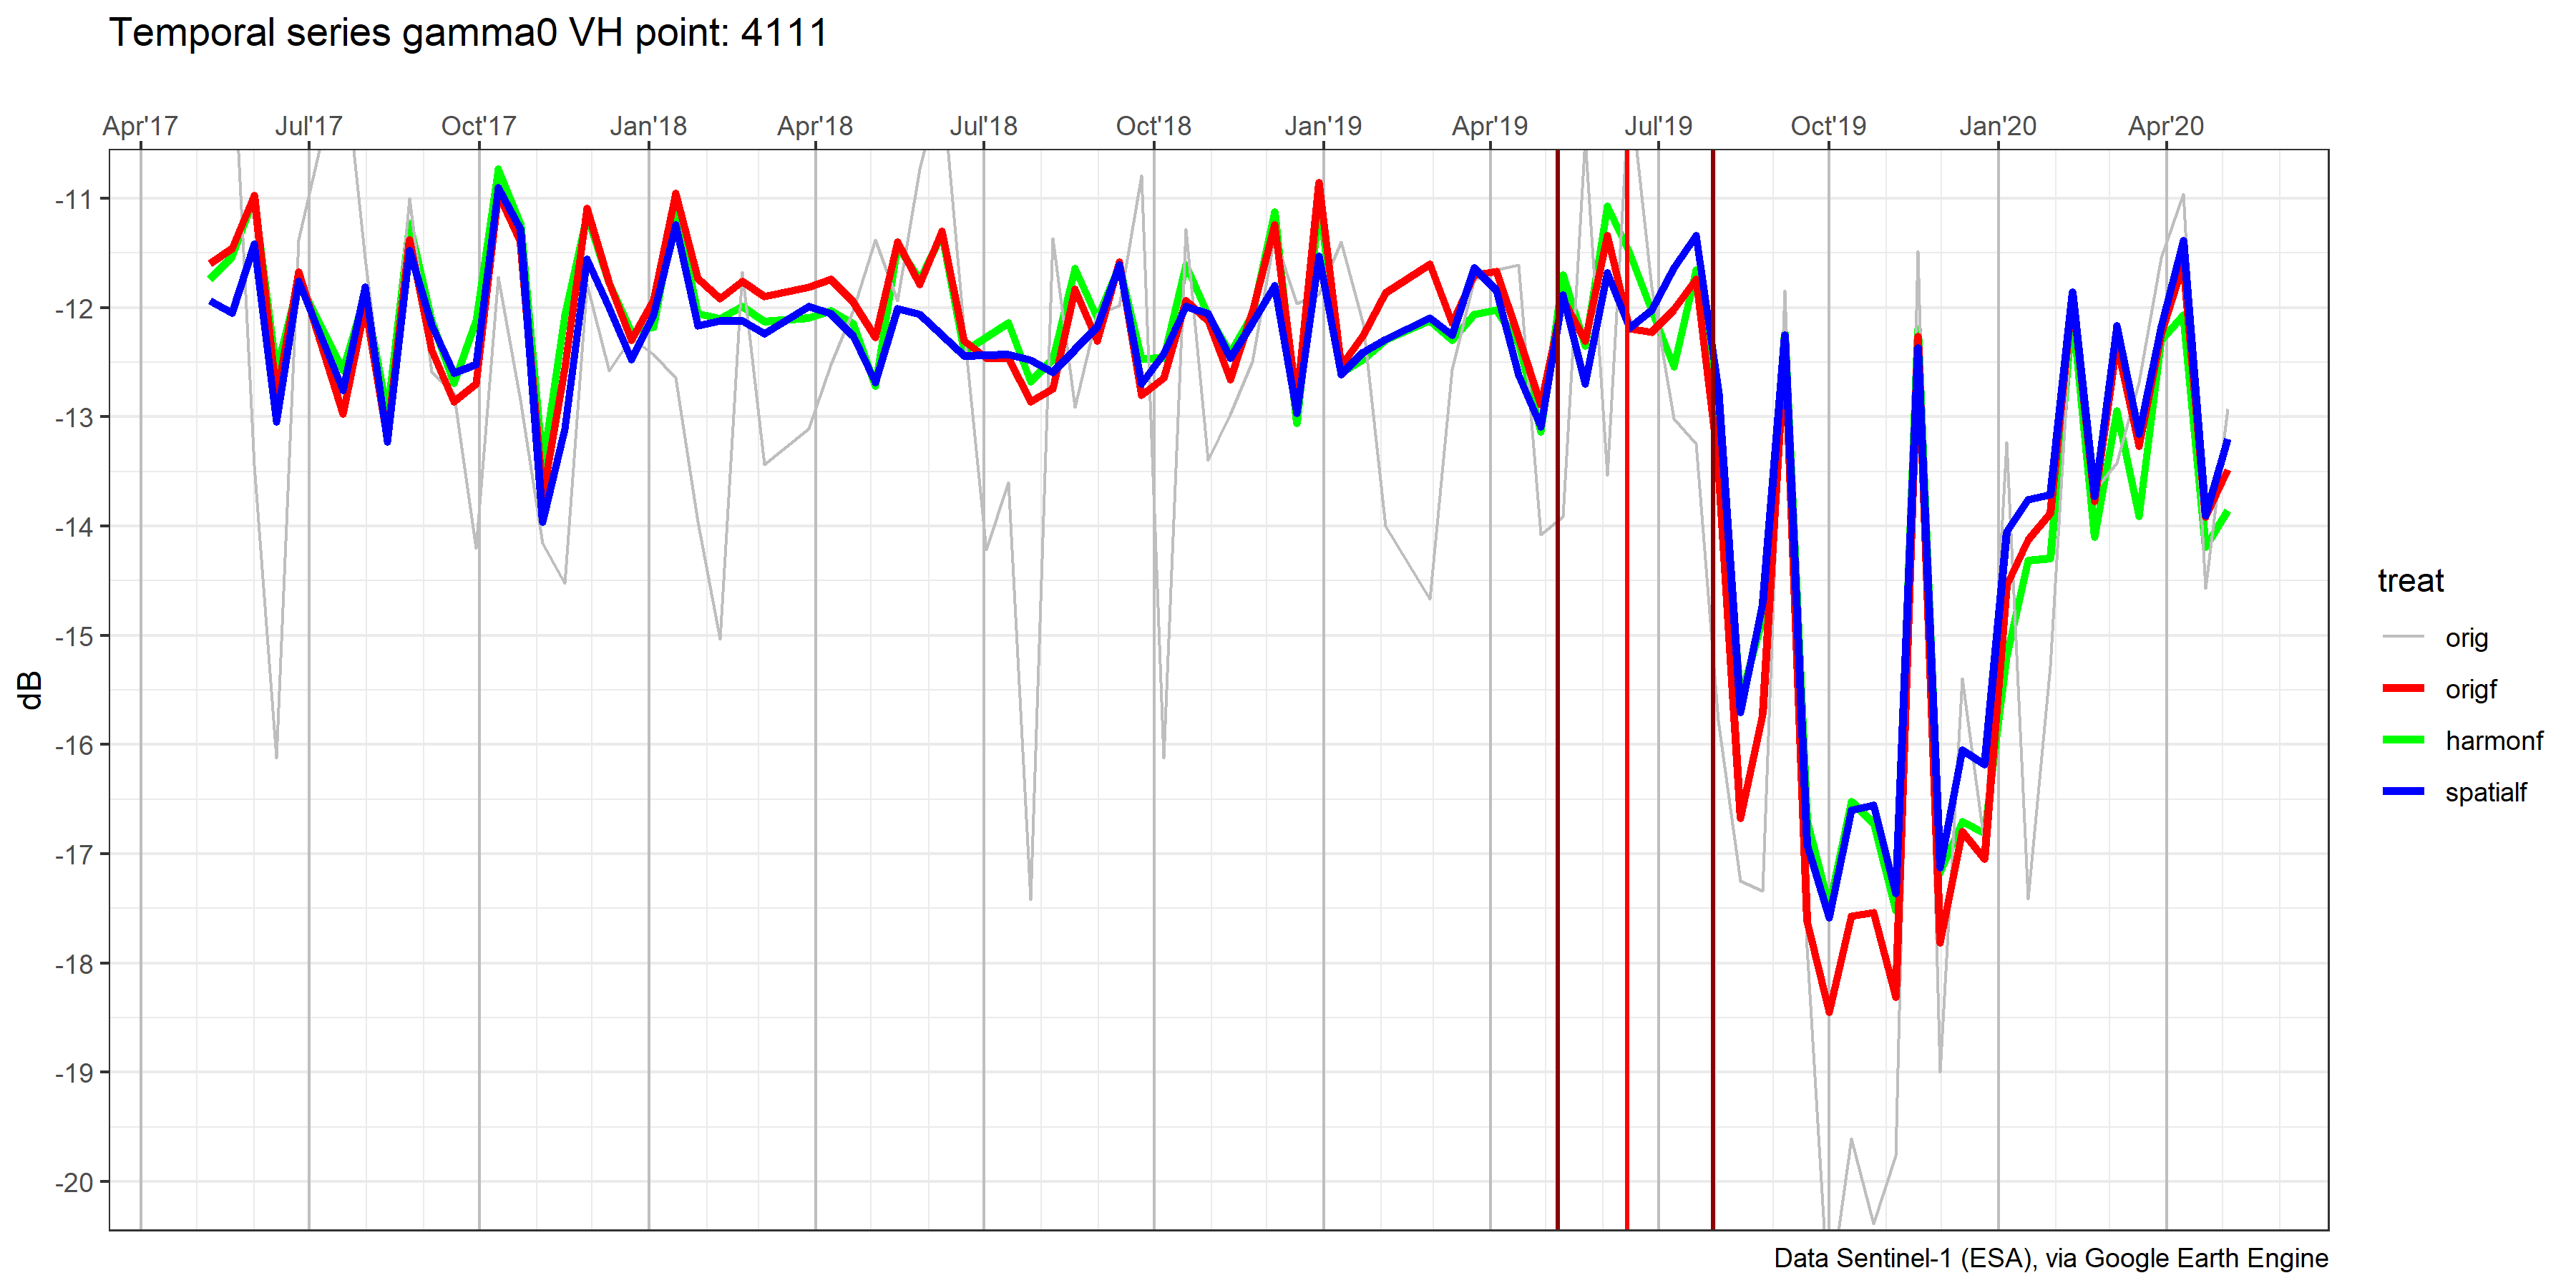 Temporal series gamma0 VH point: 4111
Apr'17 Jul'17 Oct'17 Jan'18 Apr'18 Jul'18 Oct'18 Jan'19 Apr'19 Jul'19 Oct'19 Jan'20 Apr'20
-11
-12
-13
-14
-15
-16
-17
-18
-19
-20
dB
treat
orig
origf
harmonf
spatialf
Data Sentinel-1 (ESA), via Google Earth Engine